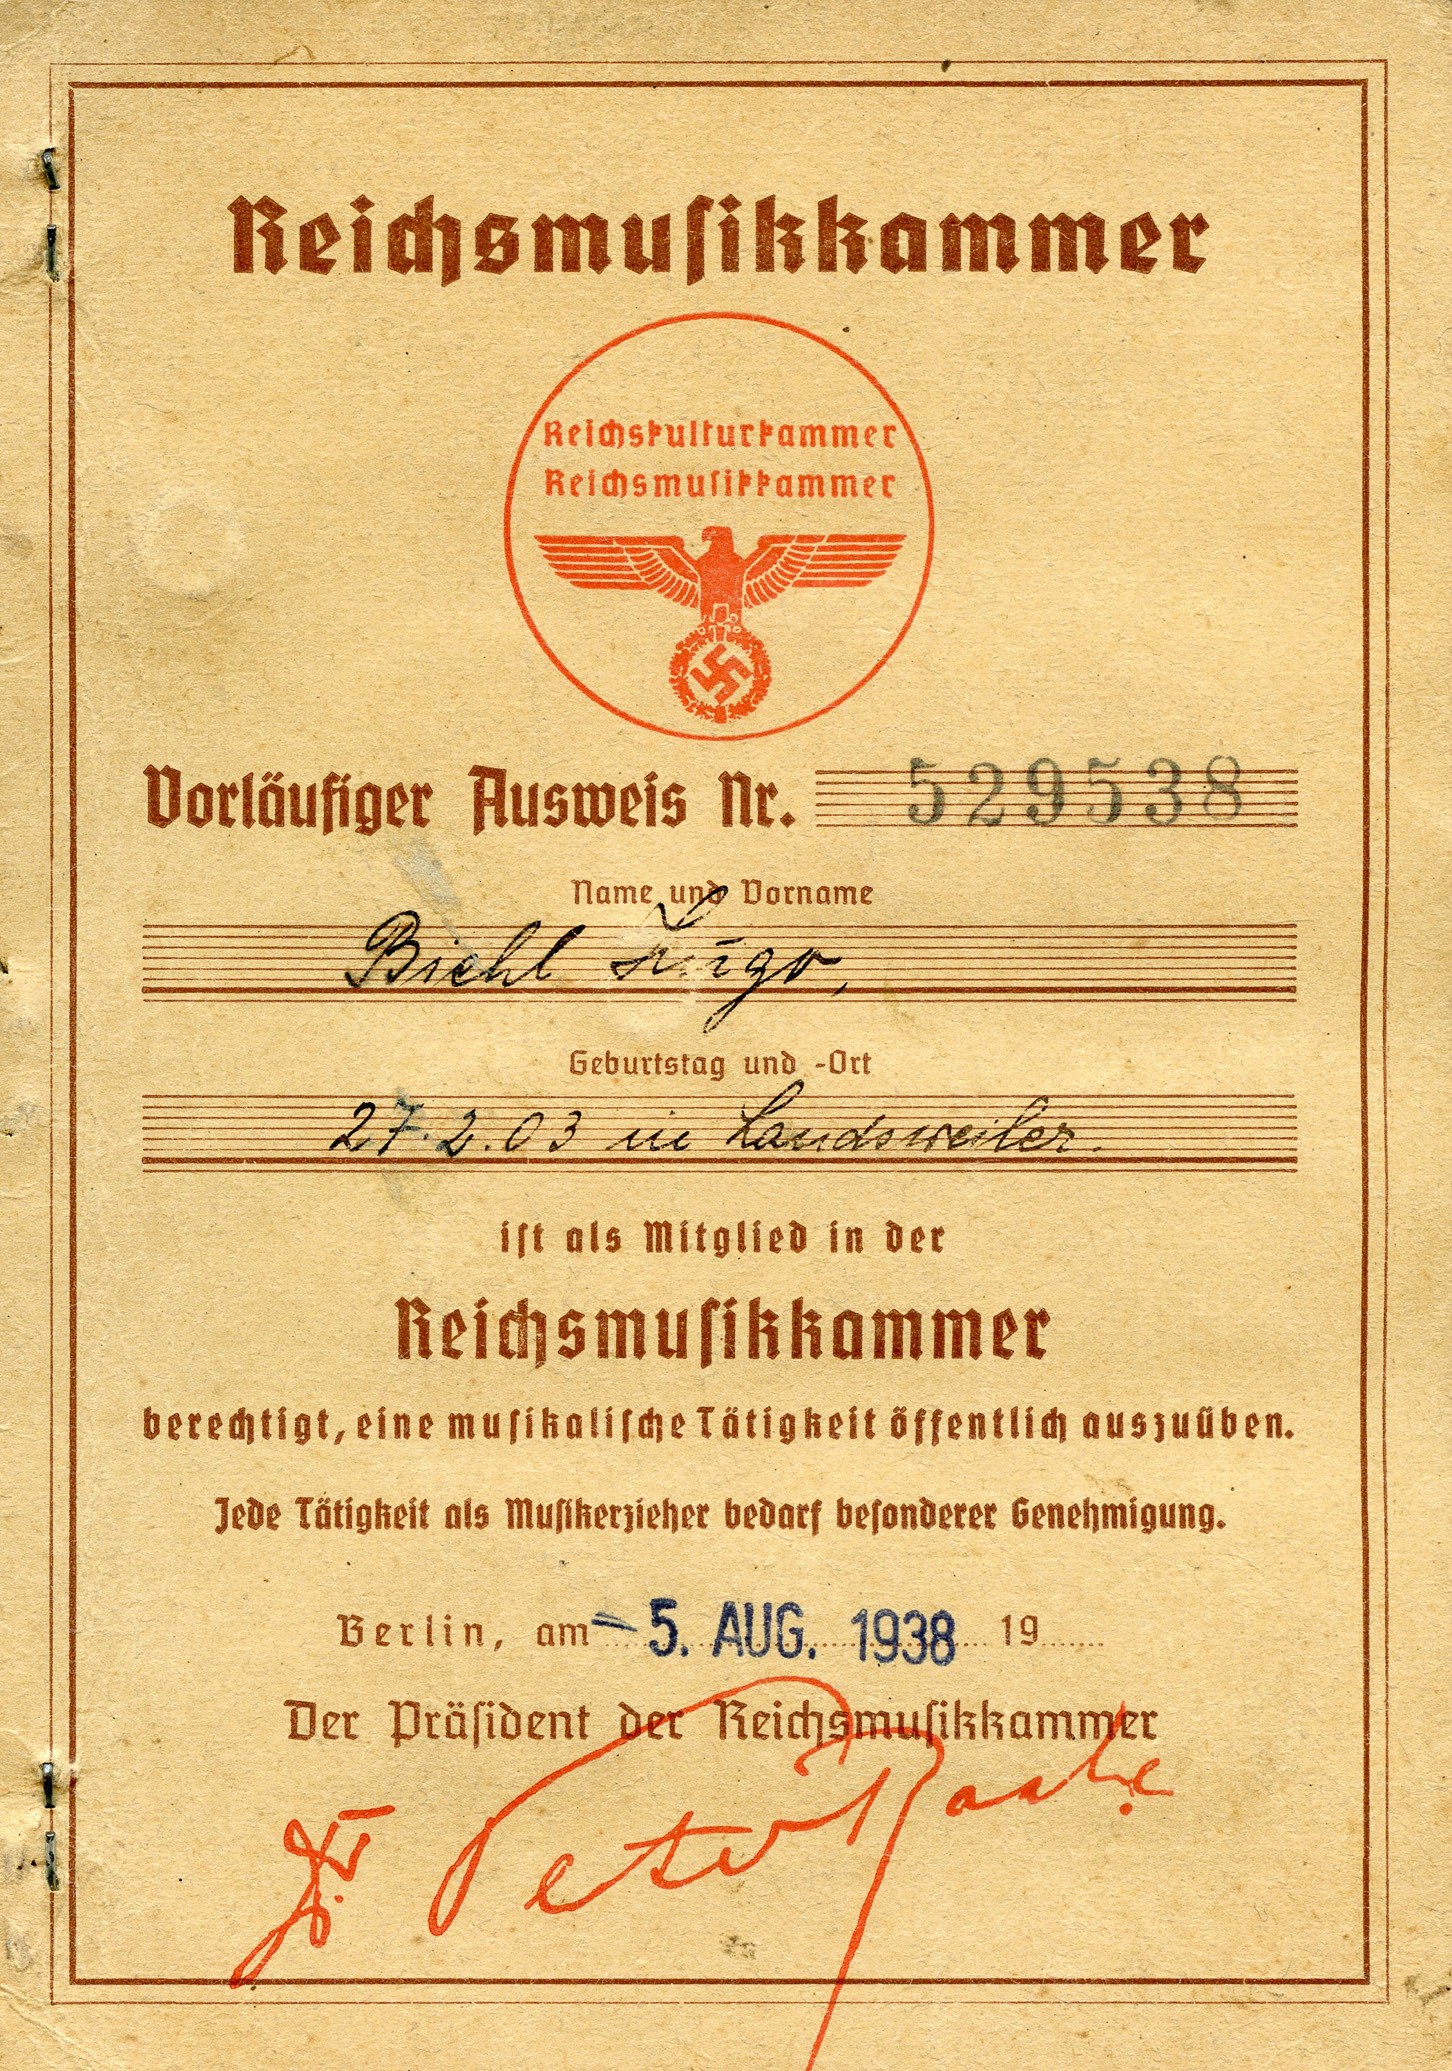 Reichsmusikkammer
Reichskulturkammer
Reichsmusikkammer
Vorläufiger Ausweis Nr. 529538
Name und Vorname
Biehl Hugo,
Geburtstag und -Ort
27.2.03 in Landsweiler.
ist als Mitglied in der
Reichsmusikkammer
berechtigt, eine musikalische Tätigkeit öffentlich auszuüben.
Jede Tätigkeit als Musikerzieher bedarf besonderer Genehmigung.
Berlin, am - 5. AUG. 1938 19
Der Präsident der Reichsmusikkammer
Dr. Peter Raabe